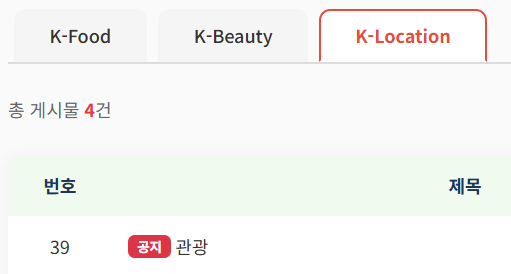 K-Food K-Beauty K-Location
총 게시물 4건
번호 제목
39 공지 관광